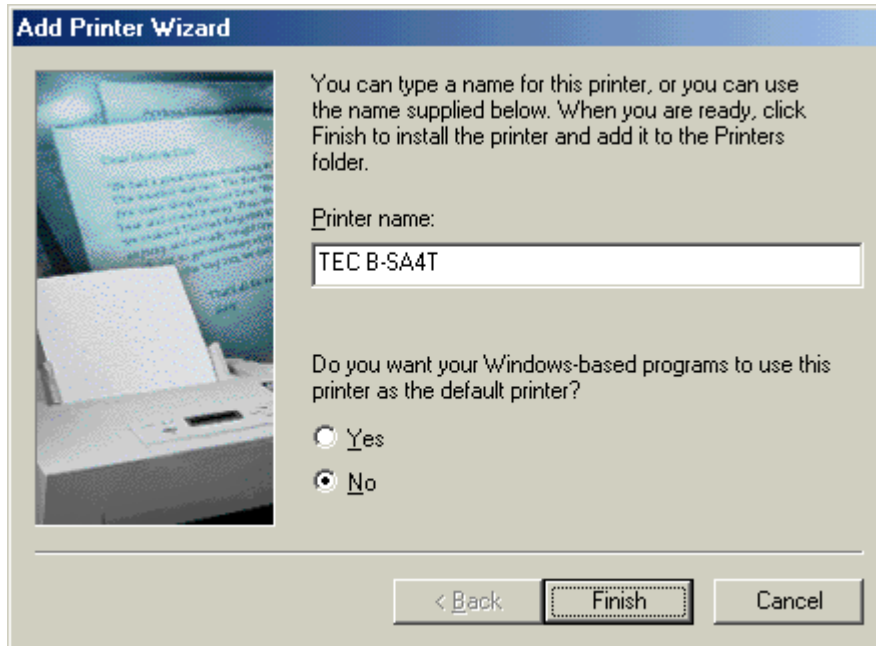 Add Printer Wizard
You can type a name for this printer, or you can use
the name supplied below. When you are ready, click
Finish to install the printer and add it to the Printers
folder.
Printer name:
TEC B-SA4T
Do you want your Windows-based programs to use this
printer as the default printer?
Yes
No
< Back
Finish
Cancel